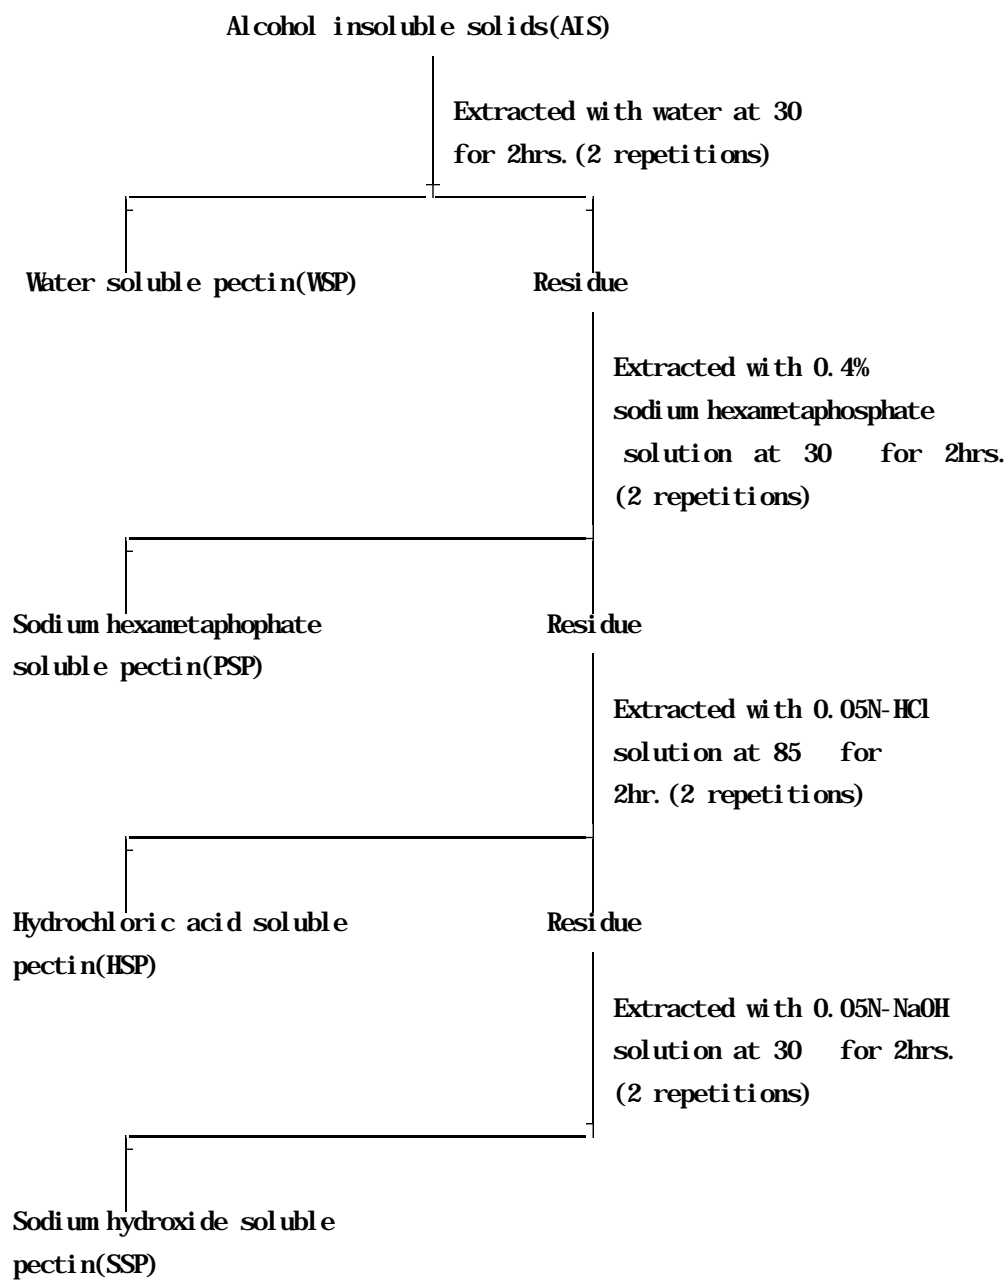 Alcohol insoluble solids(AIS)
Extracted with water at 30
for 2hrs.(2 repetitions)
Water soluble pectin(WSP)
Residue
Extracted with 0.4%
sodium hexametaphosphate
solution at 30 for 2hrs.
(2 repetitions)
Sodium hexametaphophate
soluble pectin(PSP)
Residue
Extracted with 0.05N-HCl
solution at 85 for
2hr.(2 repetitions)
Hydrochloric acid soluble
pectin(HSP)
Residue
Extracted with 0.05N-NaOH
solution at 30 for 2hrs.
(2 repetitions)
Sodium hydroxide soluble
pectin(SSP)